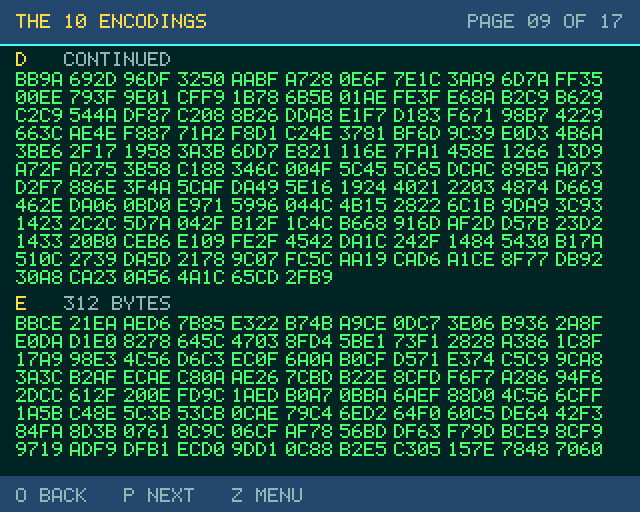 THE 10 ENCODINGS PAGE 09 OF 17
D CONTINUED
BB9A 692D 96DF 3250 AABF A728 0E6F 7E1C 3AA9 6D7A FF35
00EE 793F 9E01 CFF9 1B78 6B5B 01AE FE3F E68A B2C9 B629
C2C9 544A DF87 C208 8B26 DDA8 E1F7 D183 F671 98B7 4229
663C AE4E F887 71A2 F8D1 C24E 3781 BF6D 9C39 E0D3 4B6A
3BE6 2F17 1958 3A3B 6DD7 E821 116E 7FA1 458E 1266 13D9
A72F A275 3B58 C188 346C 004F 5C45 5C65 DCAC 89B5 A073
D2F7 886E 3F4A 5CAF DA49 5E16 1924 4021 2203 4874 D669
462E DA06 0BD0 E971 5996 044C 4B15 2822 6C1B 9DA9 3C93
1423 2C2C 5D7A 042F B12F 1C4C B668 916D AF2D D57B 23D2
1433 20B0 CEB6 E109 FE2F 4542 DA1C 242F 1484 5430 B17A
510C 2739 DA5D 2178 9C07 FC5C AA19 CAD6 A1CE 8F77 DB92
30A8 CA23 0A56 4A1C 65CD 2FB9
E 312 BYTES
BBCE 21EA AED6 7B85 E322 B74B A9CE 0DC7 3E06 B936 2A8F
E0DA D1E0 8278 645C 4703 8FD4 5BE1 73F1 2828 A386 1C8F
17A9 98E3 4C56 D6C3 EC0F 6A0A B0CF D571 E374 C5C9 9CA8
3A3C B2AF ECAE C80A AE26 7CBD B22E 8CFD F6F7 A286 94F6
2DCC 612F 200E FD9C 1AED B0A7 0BBA 6AEF 88D0 4C56 6CFF
1A5B C48E 5C3B 53CB 0CAE 79C4 6ED2 64F0 60C5 DE64 42F3
84FA 8D3B 0761 8C9C 06CF AF78 56BD DF63 F79D BCE9 8CF9
9719 ADF9 DFB1 ECD0 9DD1 0C88 B2E5 C305 157E 7848 7060
O BACK P NEXT Z MENU